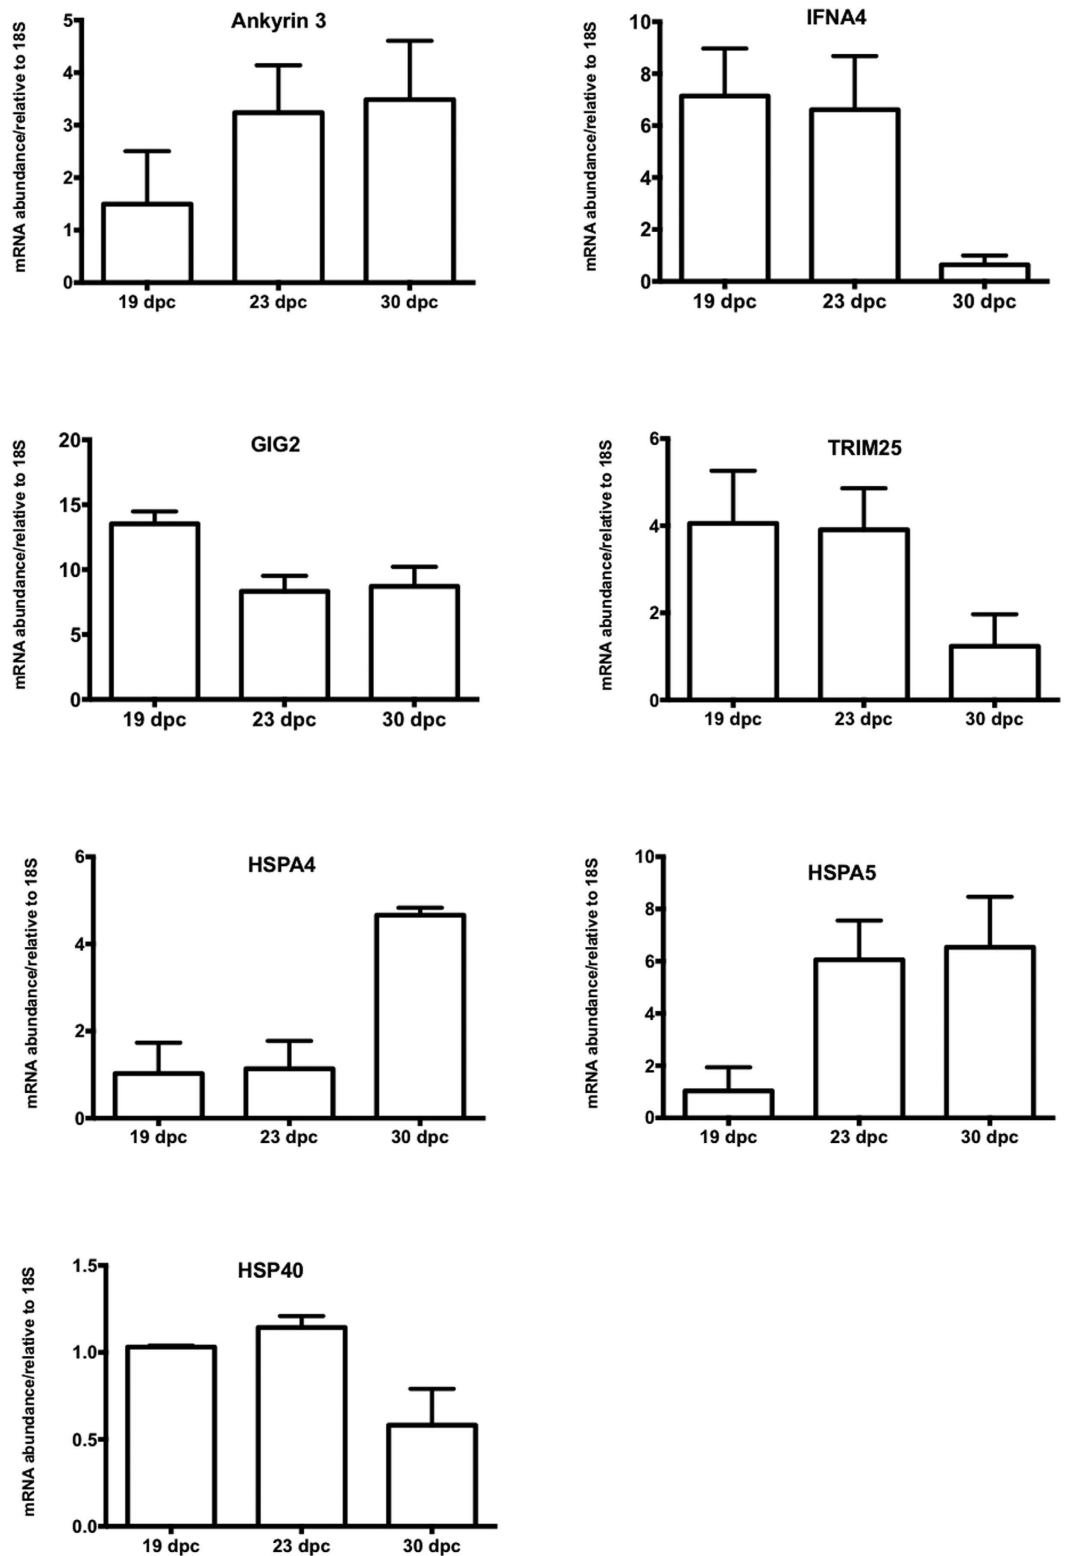 Ankyrin 3
mRNA abundance/relative to 18S
5
4
3
2
1
0
19 dpc 23 dpc 30 dpc
IFNA4
mRNA abundance/relative to 18S
10
8
6
4
2
0
19 dpc 23 dpc 30 dpc
GIG2
mRNA abundance/relative to 18S
20
15
10
5
0
19 dpc 23 dpc 30 dpc
TRIM25
mRNA abundance/relative to 18S
6
4
2
0
19 dpc 23 dpc 30 dpc
HSPA4
mRNA abundance/relative to 18S
6
4
2
0
19 dpc 23 dpc 30 dpc
HSPA5
mRNA abundance/relative to 18S
10
8
6
4
2
0
19 dpc 23 dpc 30 dpc
HSP40
mRNA abundance/relative to 18S
1.5
1.0
0.5
0.0
19 dpc 23 dpc 30 dpc